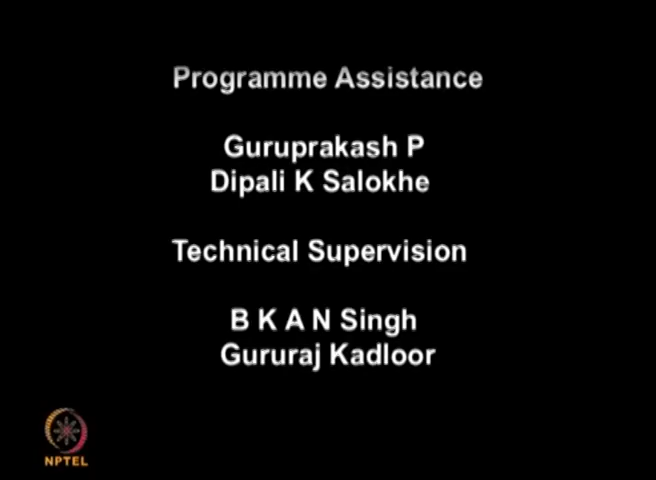 Programme Assistance
Guruprakash P
Dipali K Salokhe
Technical Supervision
B K A N Singh
Gururaj Kadloor
NPTEL